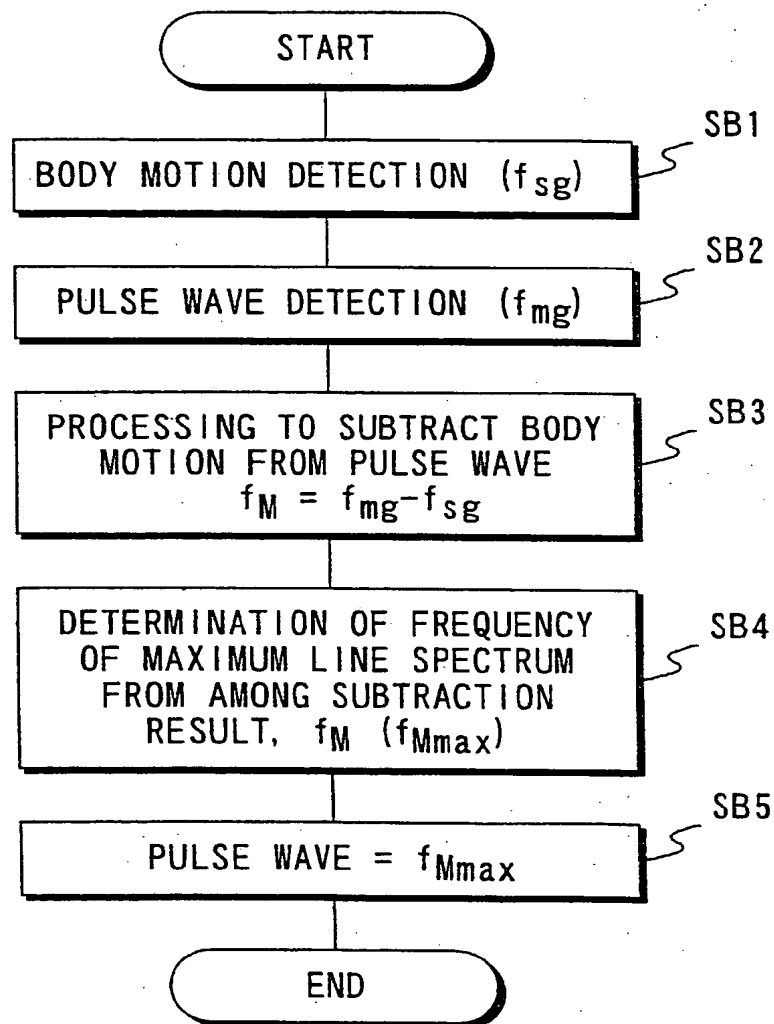 START
SB1
BODY MOTION DETECTION (fsg)
SB2
PULSE WAVE DETECTION (fmg)
SB3
PROCESSING TO SUBTRACT BODY
MOTION FROM PULSE WAVE
fM = fmg-fsg
SB4
DETERMINATION OF FREQUENCY
OF MAXIMUM LINE SPECTRUM
FROM AMONG SUBTRACTION
RESULT, fM (fMmax)
SB5
PULSE WAVE = fMmax
END